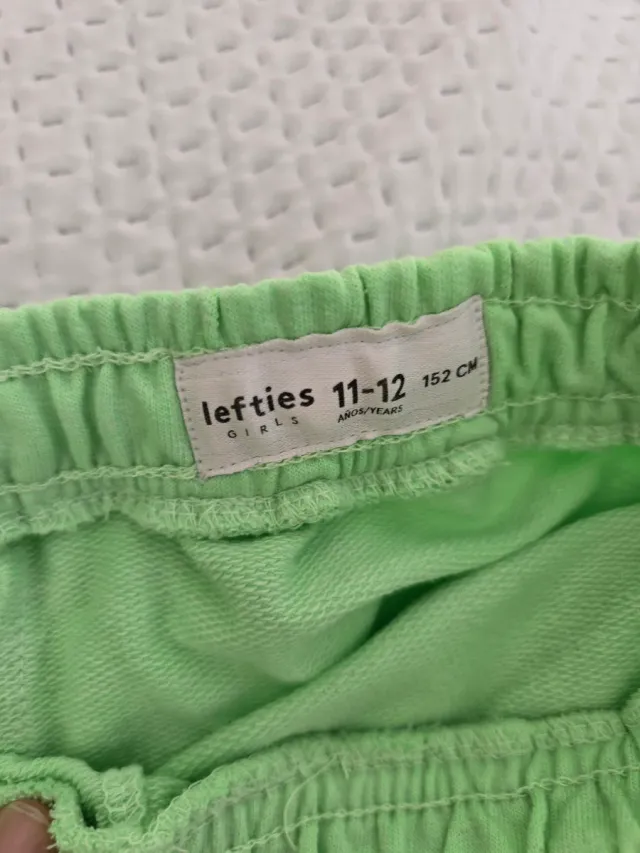 lefties 11-12 152 CM
GIRLS AÑOS/YEARS